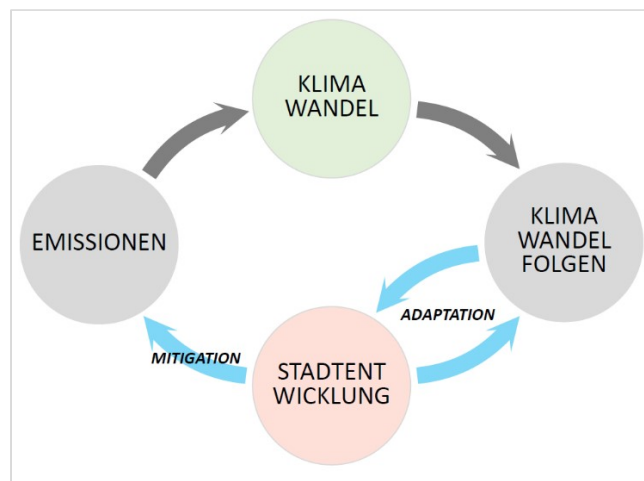 KLIMA
WANDEL
EMISSIONEN
KLIMA
WANDEL
FOLGEN
ADAPTATION
MITIGATION
STADTENT
WICKLUNG